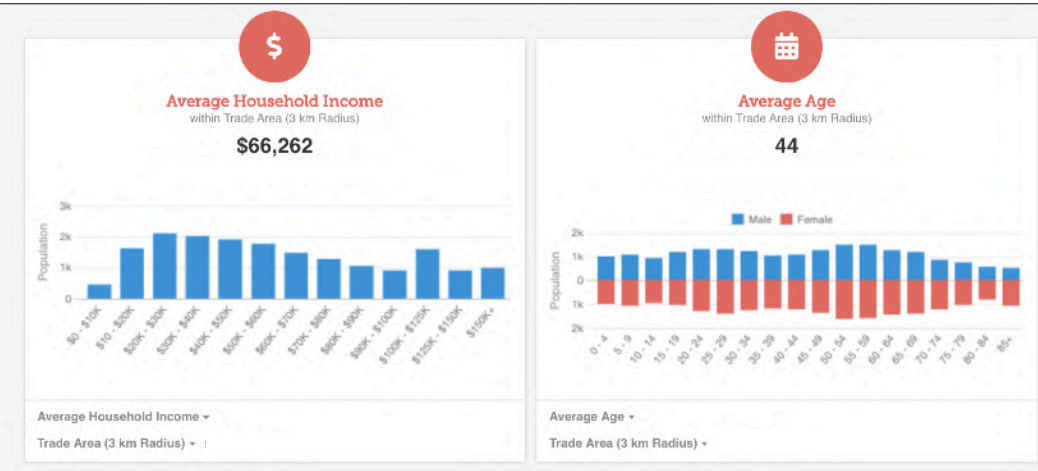 $
Average Household Income
within Trade Area (3 km Radius)
$66,262
3k
2k
1k
0
Population
$0 - $10K
$10 - $20K
$20K - $30K
$30K - $40K
$40K - $50K
$50K - $60K
$60K - $70K
$70K - $80K
$80K - $90K
$90K - $100K
$100K - $125K
$125K - $150K
$150K+
Average Household Income
Trade Area (3 km Radius)
Average Age
within Trade Area (3 km Radius)
44
Male Female
2k
1k
0
1k
2k
Population
0 - 4
5 - 9
10 - 14
15 - 19
20 - 24
25 - 29
30 - 34
35 - 39
40 - 44
45 - 49
50 - 54
55 - 59
60 - 64
65 - 69
70 - 74
75 - 79
80 - 84
85+
Average Age
Trade Area (3 km Radius)